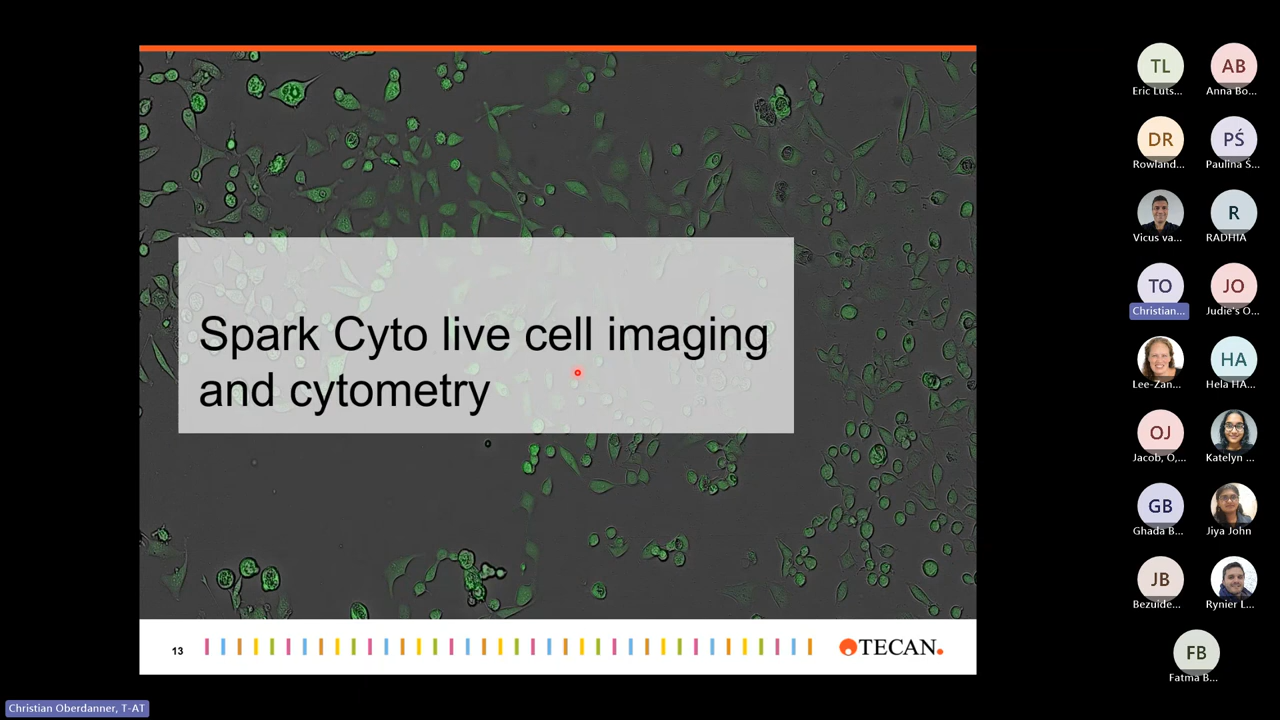 Spark Cyto live cell imaging
and cytometry
13
TECAN.
TL
Eric Luts...
AB
Anna Bo...
DR
Rowland...
PŚ
Paulina Ś...
Vicus va...
R
RADHIA
TO
Christian...
JO
Judie's O...
Lee-Zan...
HA
Hela HA...
OJ
Jacob, O,...
Katelyn ...
GB
Ghada B...
Jiya John
JB
Bezuide...
Rynier L...
FB
Fatma B...
Christian Oberdanner, T-AT